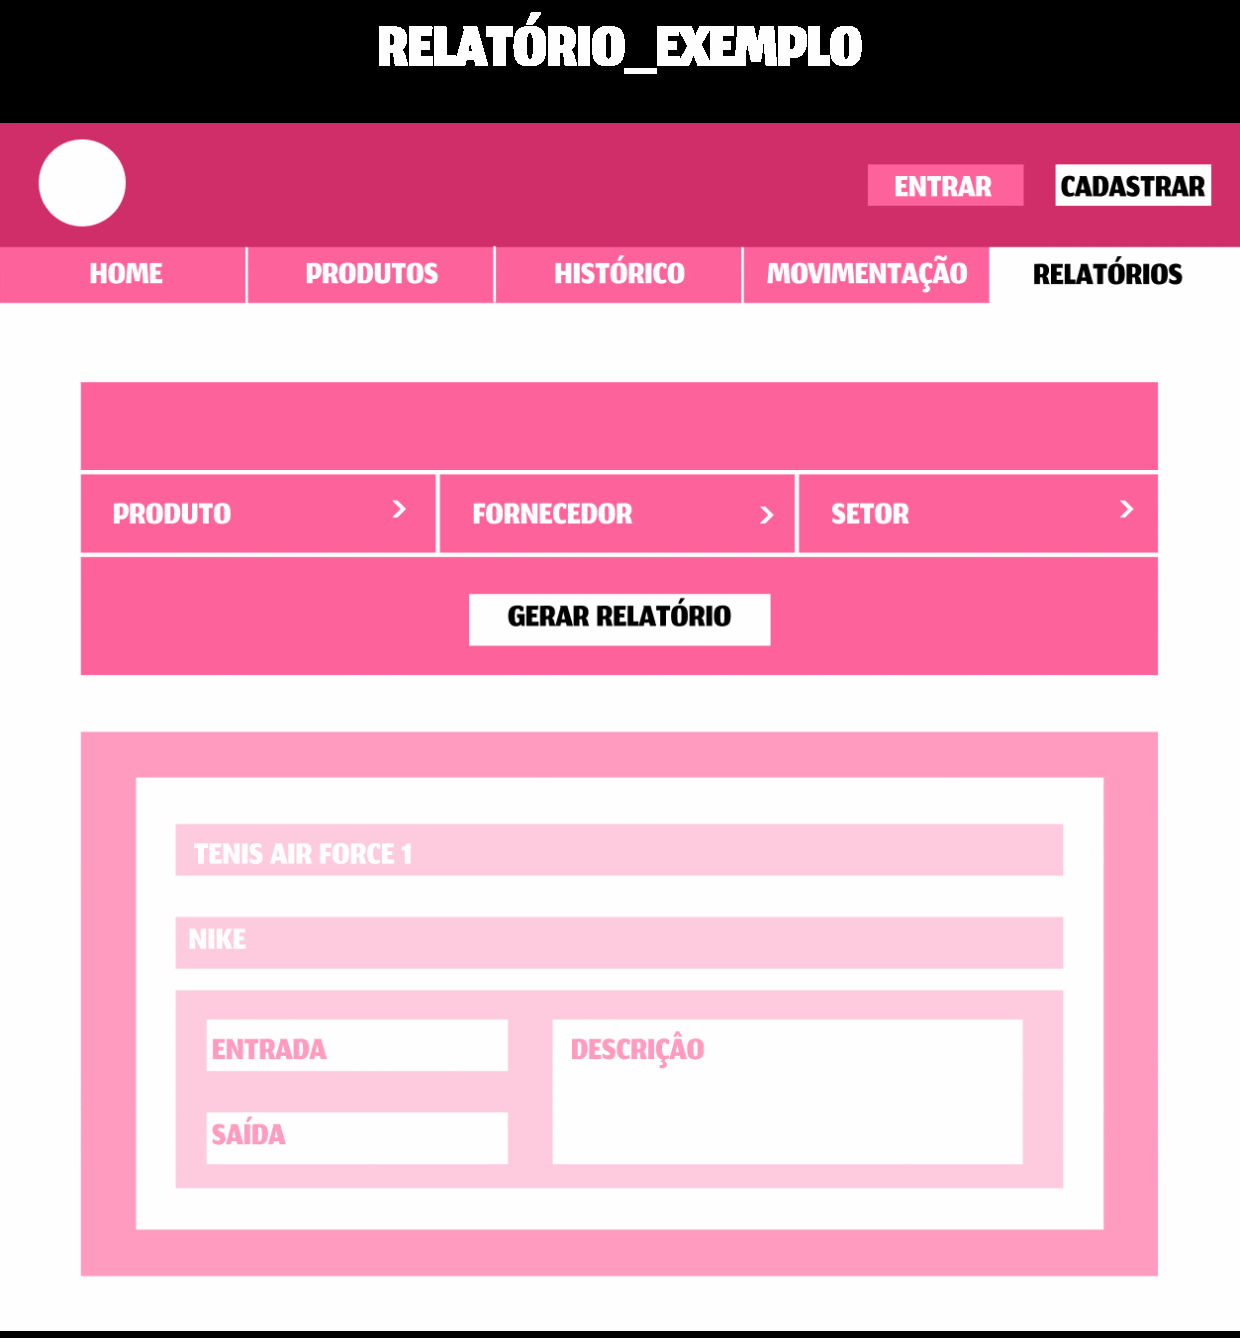 RELATÓRIO_EXEMPLO
ENTRAR CADASTRAR
HOME PRODUTOS HISTÓRICO MOVIMENTAÇÃO RELATÓRIOS
PRODUTO > FORNECEDOR > SETOR >
GERAR RELATÓRIO
TENIS AIR FORCE 1
NIKE
ENTRADA
DESCRIÇÂO
SAÍDA